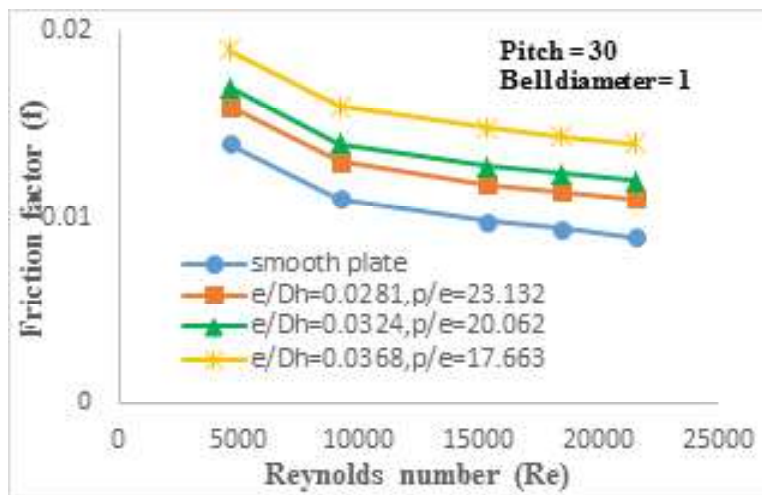 0.02
Pitch = 30
Bell diameter= 1
Friction factor (f)
0.01
smooth plate
e/Dh=0.0281,p/e=23.132
e/Dh=0.0324,p/e=20.062
e/Dh=0.0368,p/e=17.663
0
0 5000 10000 15000 20000 25000
Reynolds number (Re)